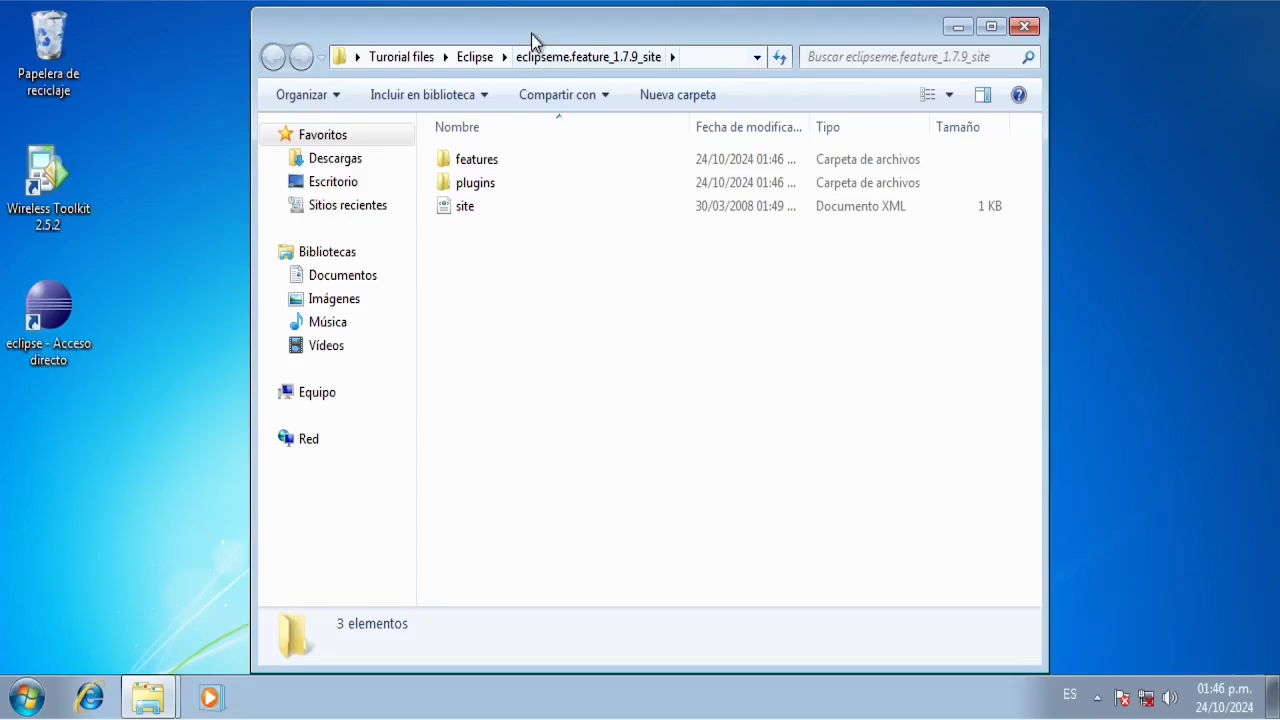 Papelera de
reciclaje
Wireless Toolkit
2.5.2
eclipse - Acceso
directo
Turorial files
Eclipse
eclipseme.feature_1.7.9_site
Buscar eclipseme.feature_1.7.9_site
Organizar
Incluir en biblioteca
Compartir con
Nueva carpeta
Favoritos
Descargas
Escritorio
Sitios recientes
Bibliotecas
Documentos
Imágenes
Música
Vídeos
Equipo
Red
Nombre
Fecha de modifica...
Tipo
Tamaño
features
24/10/2024 01:46 ...
Carpeta de archivos
plugins
24/10/2024 01:46 ...
Carpeta de archivos
site
30/03/2008 01:49 ...
Documento XML
1 KB
3 elementos
ES
01:46 p.m.
24/10/2024